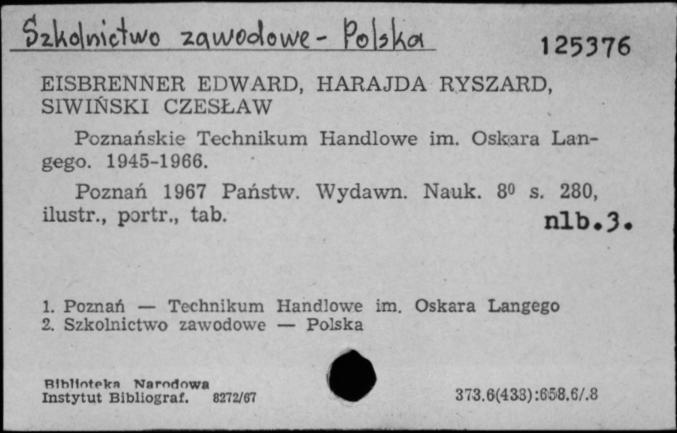 Szkolnictwo zawodowe - Polska
125376
EISBRENNER EDWARD, HARAJDA RYSZARD,
SIWIŃSKI CZESŁAW
Poznańskie Technikum Handlowe im. Oskara Lan-
gego. 1945-1966.
Poznań 1967 Państw. Wydawn. Nauk. 8⁰ s. 280,
ilustr., portr., tab.
nlb.3.
1. Poznań — Technikum Handlowe im. Oskara Langego
2. Szkolnictwo zawodowe — Polska
Biblioteka Narodowa
Instytut Bibliograf. 8272/67
373.6(438):658.6/.8